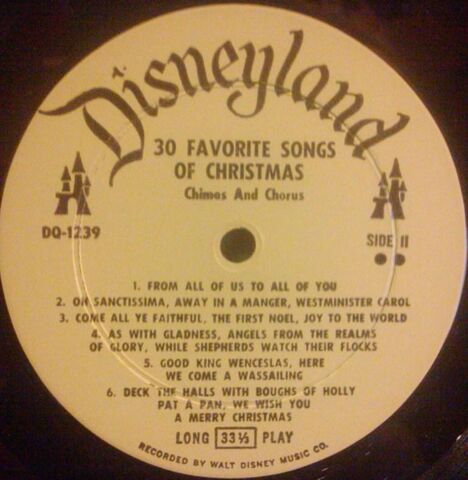 Disneyland
30 FAVORITE SONGS
OF CHRISTMAS
Chimes And Chorus
DQ-1239
SIDE II
1. FROM ALL OF US TO ALL OF YOU
2. OH SANCTISSIMA, AWAY IN A MANGER, WESTMINISTER CAROL
3. COME ALL YE FAITHFUL, THE FIRST NOEL, JOY TO THE WORLD
4. AS WITH GLADNESS, ANGELS FROM THE REALMS
OF GLORY, WHILE SHEPHERDS WATCH THEIR FLOCKS
5. GOOD KING WENCESLAS, HERE
WE COME A WASSAILING
6. DECK THE HALLS WITH BOUGHS OF HOLLY
PAT A PAN, WE WISH YOU
A MERRY CHRISTMAS
LONG 33 1/3 PLAY
RECORDED BY WALT DISNEY MUSIC CO.